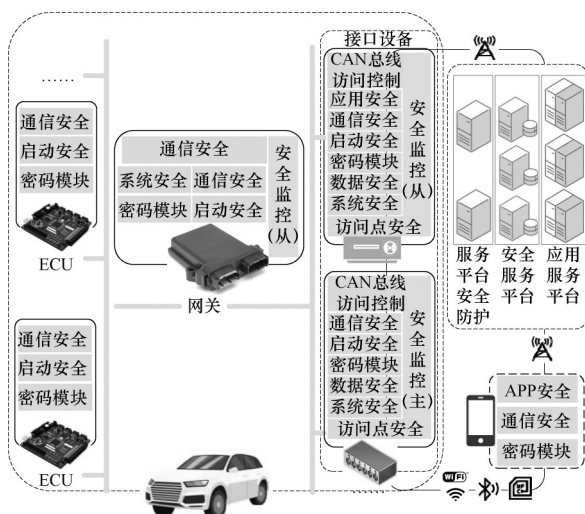 接口设备
CAN总线
访问控制
应用安全
通信安全
启动安全
密码模块
数据安全
系统安全
访问点安全
安全监控(从)
……
通信安全
启动安全
密码模块
ECU
通信安全
系统安全 通信安全
密码模块 启动安全
安全监控(从)
网关
CAN总线
访问控制
通信安全
启动安全
密码模块
数据安全
系统安全
访问点安全
安全监控(主)
通信安全
启动安全
密码模块
ECU
服务平台安全防护
安全服务平台
应用服务平台
APP安全
通信安全
密码模块
WiFi